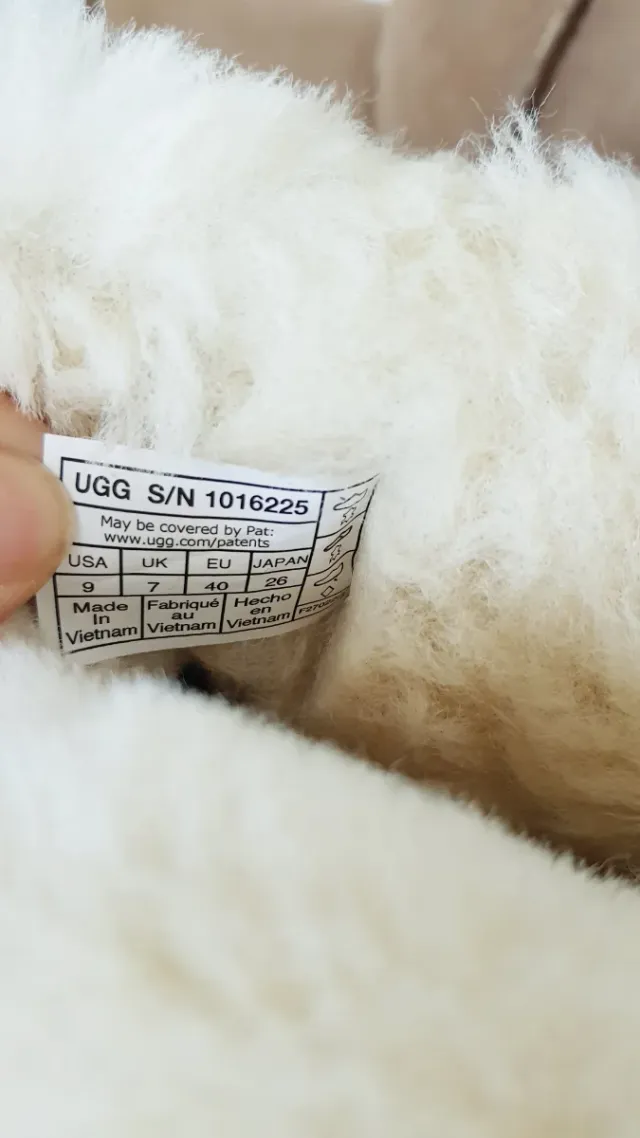 UGG S/N 1016225
May be covered by Pat:
www.ugg.com/patents
USA UK EU JAPAN
9 7 40 26
Made In Vietnam
Fabriqué au Vietnam
Hecho en Vietnam